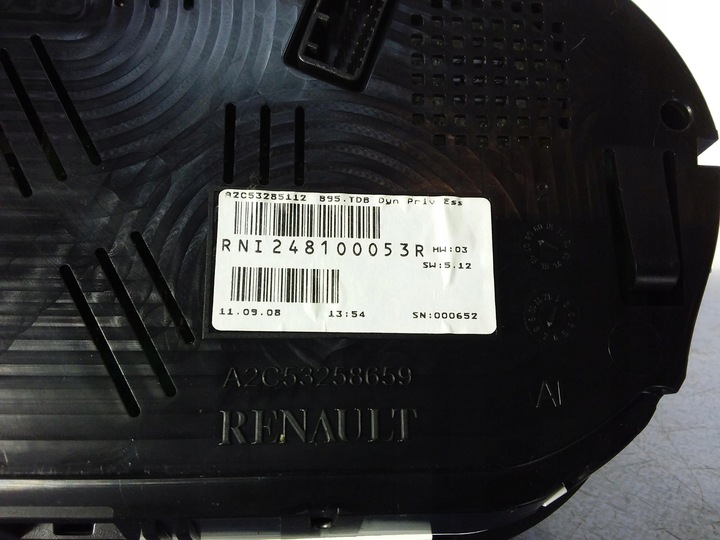 A2C53285112 B95.TDB Dyn Priv Ess
RNI248100053R HW:03
SW:5.12
11.09.08 13:54 SN:000652
A2C53258659
RENAULT